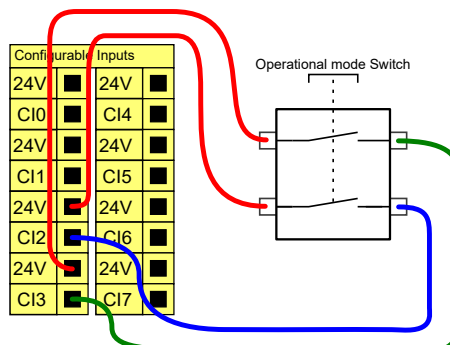 Configurable Inputs
Operational mode Switch
24V 24V
CI0 CI4
24V 24V
CI1 CI5
24V 24V
CI2 CI6
24V 24V
CI3 CI7